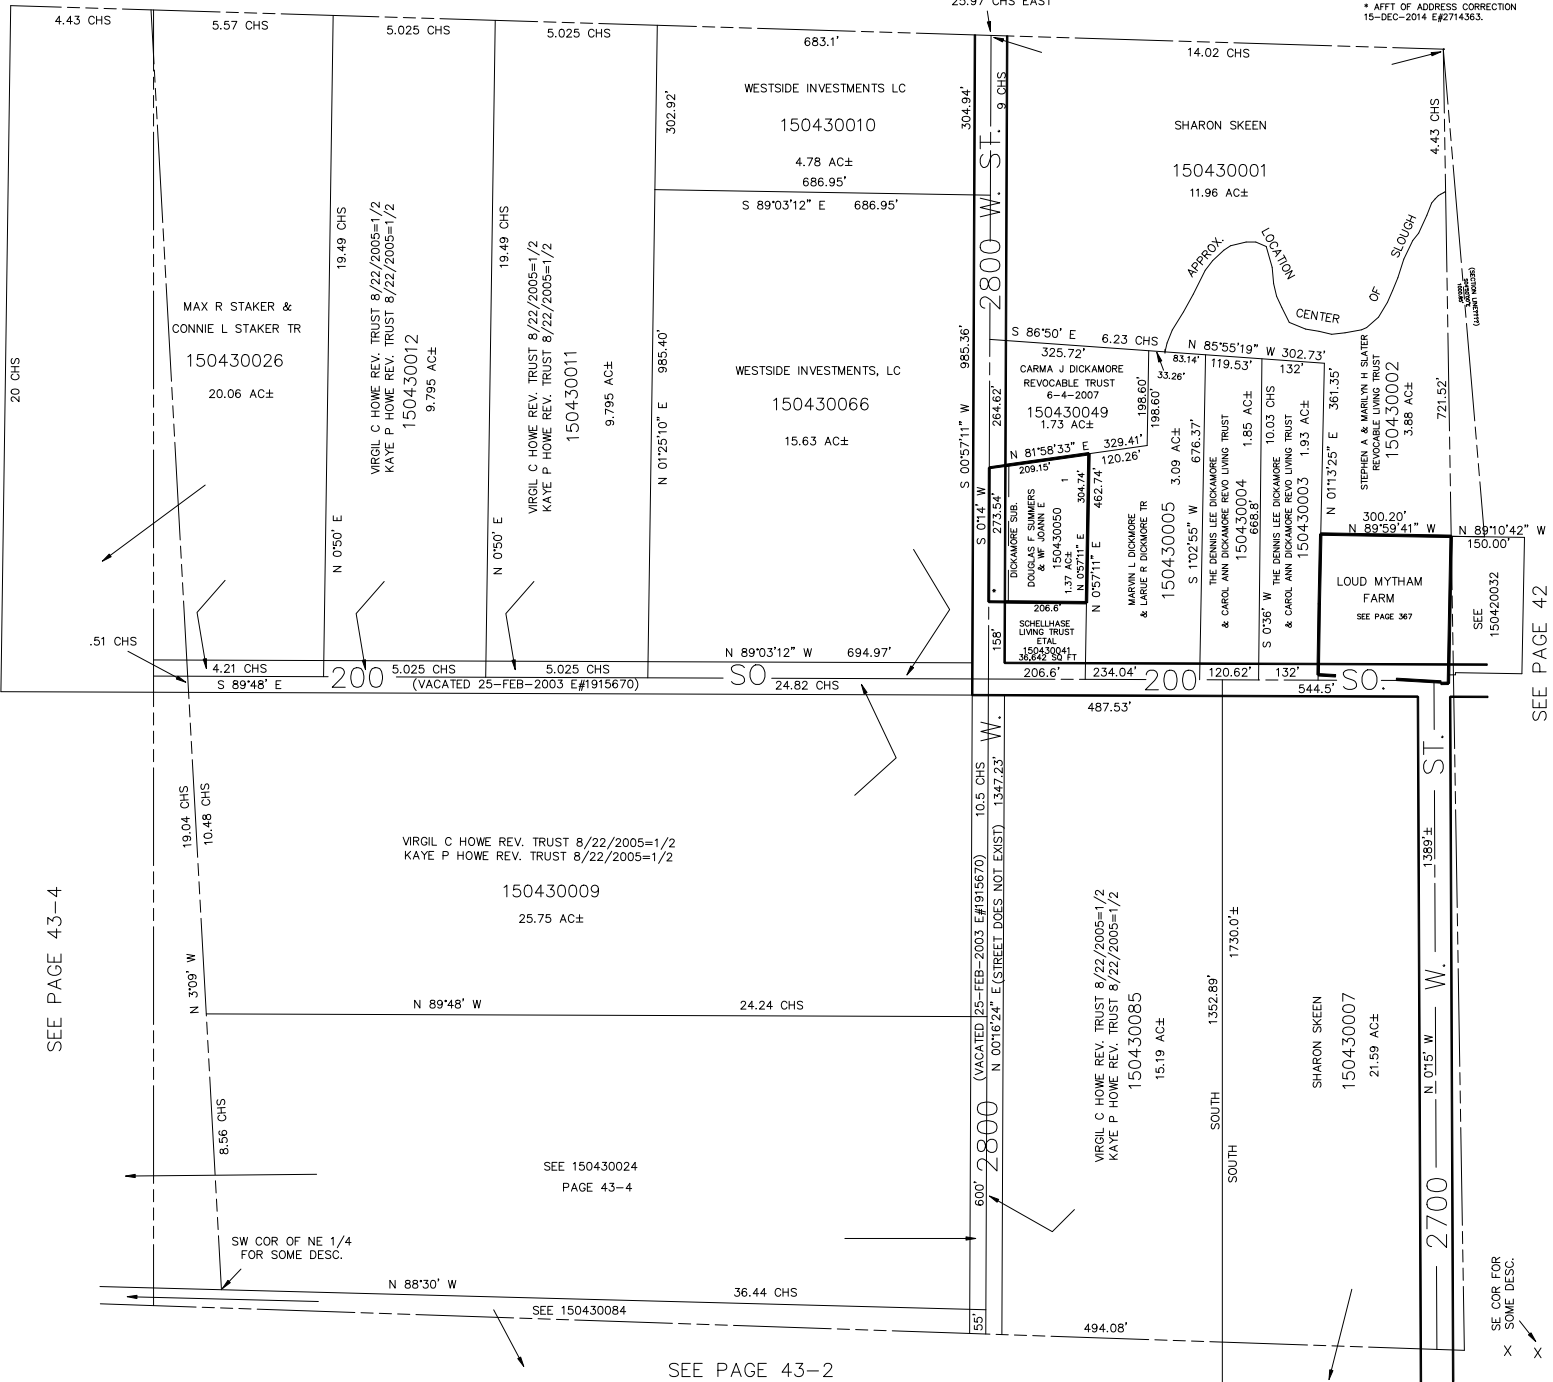 25.97 CHS EAST
* AFFT OF ADDRESS CORRECTION
15-DEC-2014 E#2714363.
4.43 CHS
5.57 CHS
5.025 CHS
5.025 CHS
683.1'
14.02 CHS
20 CHS
MAX R STAKER &
CONNIE L STAKER TR
150430026
20.06 AC±
19.49 CHS
N 0°50' E
VIRGIL C HOWE REV. TRUST 8/22/2005=1/2
KAYE P HOWE REV. TRUST 8/22/2005=1/2
150430012
9.795 AC±
19.49 CHS
N 0°50' E
VIRGIL C HOWE REV. TRUST 8/22/2005=1/2
KAYE P HOWE REV. TRUST 8/22/2005=1/2
150430011
9.795 AC±
302.92'
WESTSIDE INVESTMENTS LC
150430010
4.78 AC±
686.95'
304.94'
S 89°03'12" E 686.95'
N 01°25'10" E 985.40'
WESTSIDE INVESTMENTS, LC
150430066
15.63 AC±
S 00°57'11" W 985.36'
N 89°03'12" W 694.97'
9 CHS
2800 W. ST.
SHARON SKEEN
150430001
11.96 AC±
4.43 CHS
APPROX.
LOCATION
CENTER
OF
SLOUGH
S 86°50' E 6.23 CHS
N 85°55'19" W 302.73'
325.72'
CARMA J DICKAMORE
REVOCABLE TRUST
6-4-2007
150430049
1.73 AC±
264.62'
198.60'
198.60'
33.26'
83.14'
119.53'
132'
N 81°58'33" E 329.41'
209.15'
120.26'
S 0°14' W
273.54'
*
DICKAMORE SUB.
DOUGLAS F SUMMERS
& WF JOANN E
150430050
1.37 AC±
1
N 0°57'11" E 304.74'
N 0°57'11" E 462.74'
206.6'
158'
SCHELLHASE
LIVING TRUST
ETAL
150430041
36,642 SQ FT
MARVIN L DICKMORE
& LARUE R DICKMORE TR
150430005
3.09 AC±
S 1°02'55" W 676.37'
THE DENNIS LEE DICKAMORE
& CAROL ANN DICKAMORE REVO LIVING TRUST
150430004
1.85 AC±
668.8'
S 0°36' W 10.03 CHS
THE DENNIS LEE DICKAMORE
& CAROL ANN DICKAMORE REVO LIVING TRUST
150430003
1.93 AC±
N 01°13'25" E 361.35'
STEPHEN A & MARILYN H SLATER
REVOCABLE LIVING TRUST
150430002
3.88 AC±
721.52'
300.20'
N 89°59'41" W
N 89°10'42" W
150.00'
LOUD MYTHAM
FARM
SEE PAGE 367
SEE
150420032
SEE PAGE 42
.51 CHS
4.21 CHS
5.025 CHS
5.025 CHS
S 89°48' E
200 SO
(VACATED 25-FEB-2003 E#1915670)
24.82 CHS
206.6'
234.04'
200 SO.
120.62'
132'
544.5'
487.53'
19.04 CHS
10.48 CHS
N 3°09' W
VIRGIL C HOWE REV. TRUST 8/22/2005=1/2
KAYE P HOWE REV. TRUST 8/22/2005=1/2
150430009
25.75 AC±
N 89°48' W
24.24 CHS
SEE PAGE 43-4
8.56 CHS
SEE 150430024
PAGE 43-4
SW COR OF NE 1/4
FOR SOME DESC.
N 88°30' W
36.44 CHS
SEE 150430084
2800 W.
10.5 CHS
(VACATED 25-FEB-2003 E#1915670)
N 00°16'24" E (STREET DOES NOT EXIST) 1347.23'
600'
55'
VIRGIL C HOWE REV. TRUST 8/22/2005=1/2
KAYE P HOWE REV. TRUST 8/22/2005=1/2
150430085
15.19 AC±
SOUTH 1352.89'
SOUTH 1730.0'±
SHARON SKEEN
150430007
21.59 AC±
N 0°15' W
1389'±
2700 W. ST.
494.08'
SE COR FOR
SOME DESC.
X X
SEE PAGE 43-2